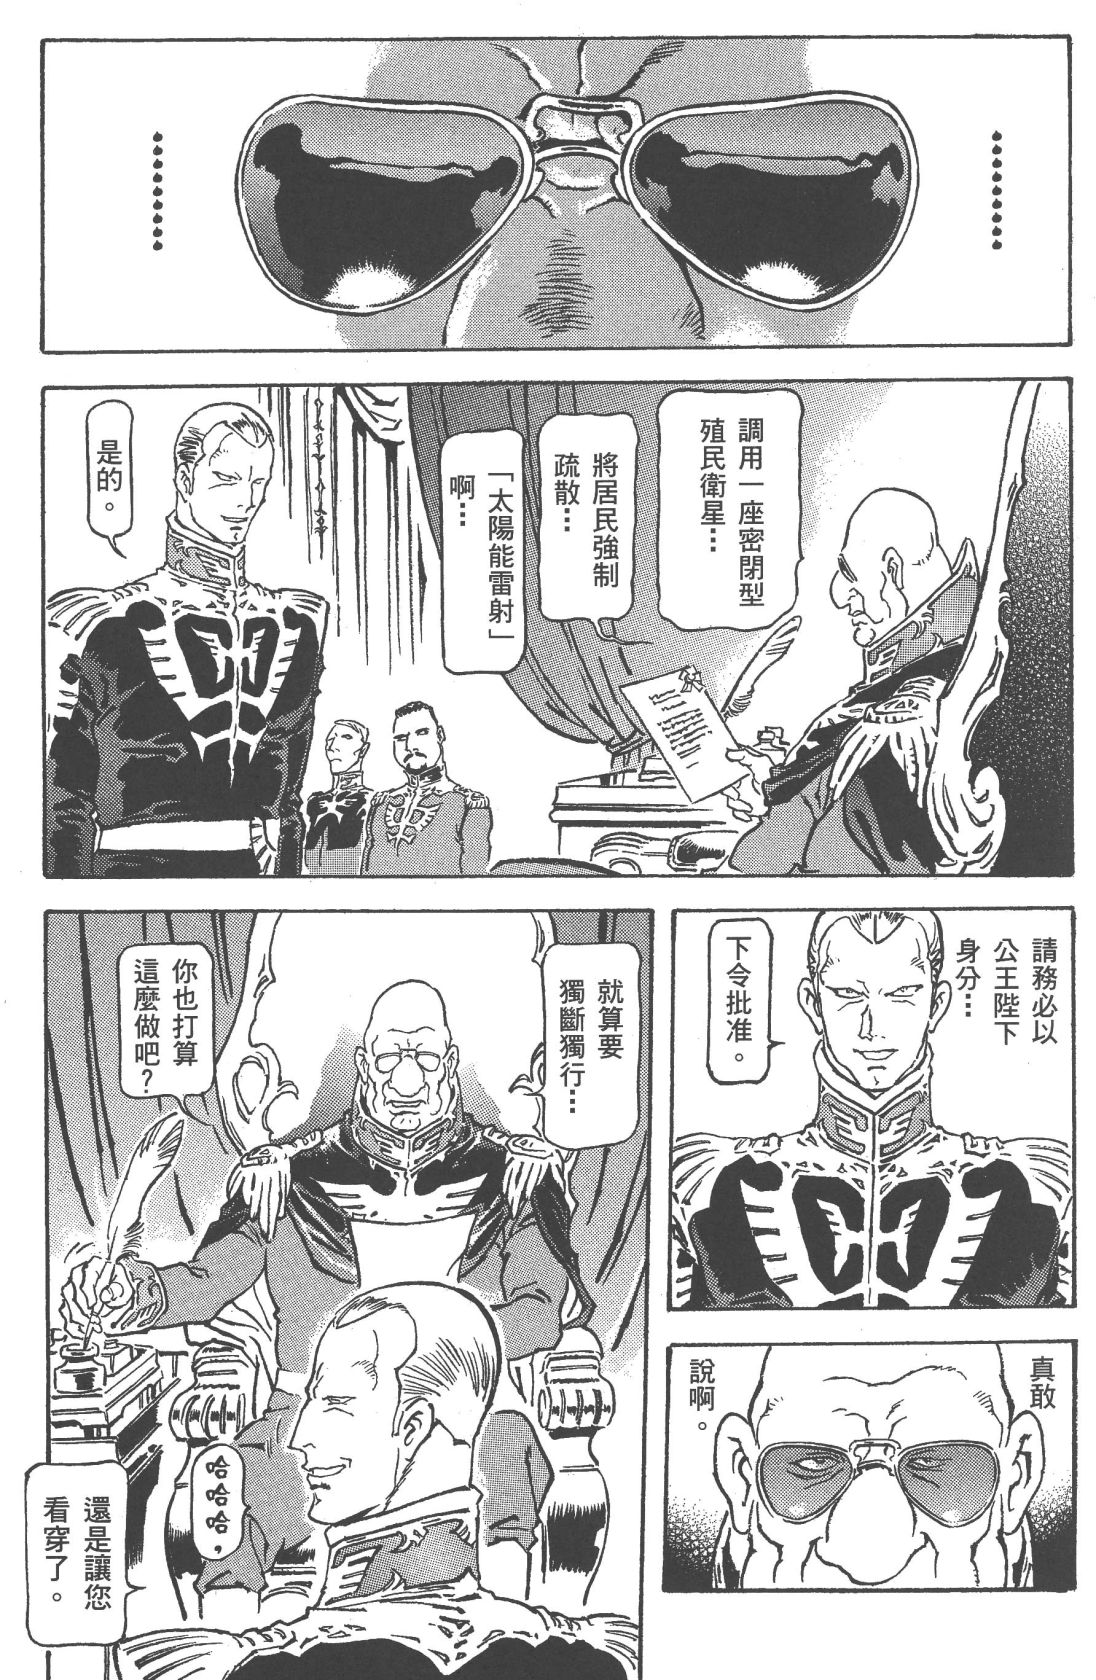 ………
………
調用一座密閉型
殖民衛星…
將居民強制
疏散…
「太陽能雷射」
啊…
是的。
請務必以
公王陛下
身分…
下令批准。
真敢
說啊。
就算要
獨斷獨行…
你也打算
這麼做吧？
哈哈哈，
還是讓您
看穿了。